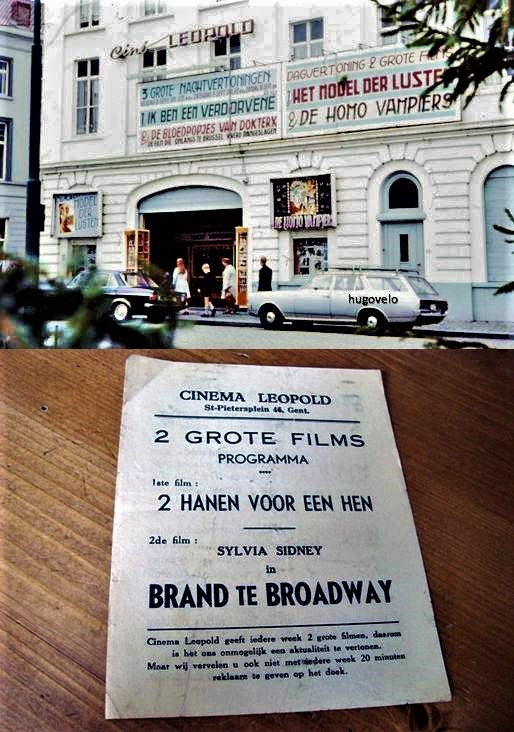 Ciné LEOPOLD
3 GROTE NACHTVERTONINGEN
1 IK BEN EEN VERDORVENE
2 DE BLOEDPOPJES VAN DOKTER X
DAGVERTONING 2 GROTE FILMS
1 HET MODEL DER LUSTEN
2 DE HOMO VAMPIERS
MODEL
DER
LUSTEN
DE HOMO VAMPIERS
hugovelo
CINEMA LEOPOLD
St-Pietersplein 46, Gent.
2 GROTE FILMS
PROGRAMMA
1ste film :
2 HANEN VOOR EEN HEN
2de film :
SYLVIA SIDNEY
in
BRAND TE BROADWAY
Cinema Leopold geeft iedere week 2 grote filmen, daarom
is het ons onmogelijk een aktualiteit te vertonen.
Maar wij vervelen u ook niet met iedere week 20 minuten
reklaam te geven op het doek.